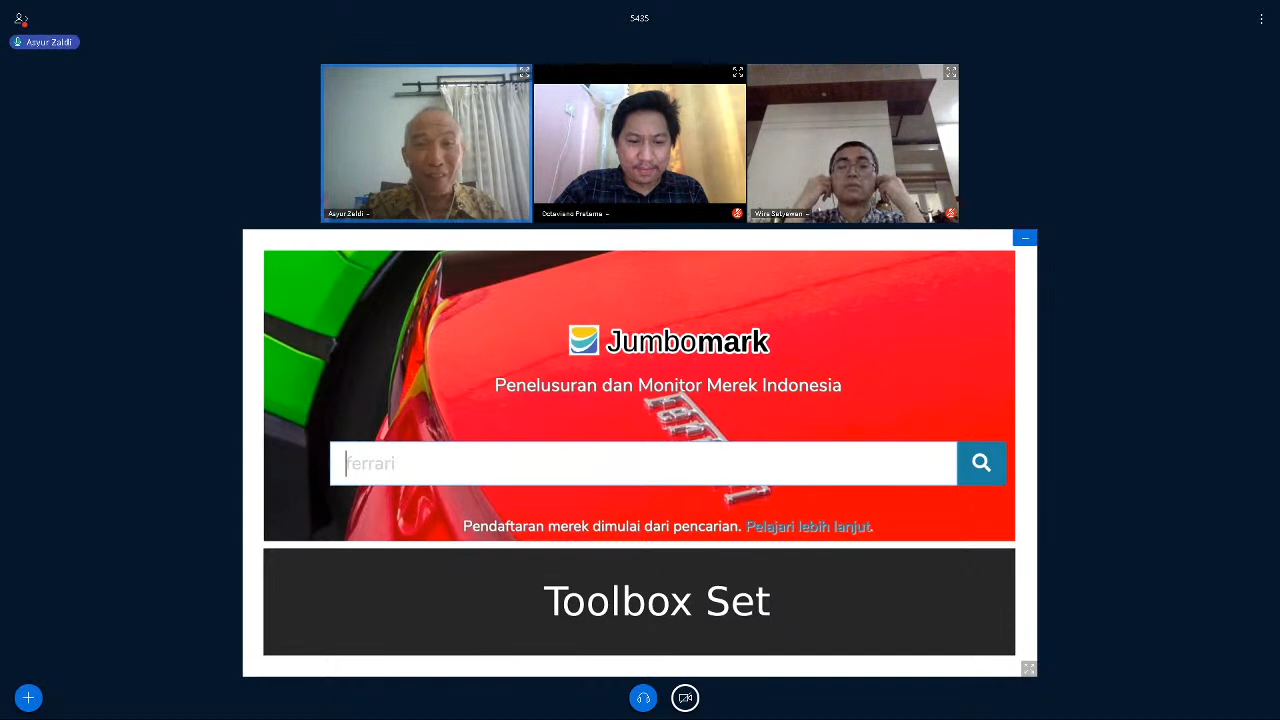 5435
Asyur Zaldi
Asyur Zaldi
Octaviano Pratama
Wira Setyawan
Jumbomark
Penelusuran dan Monitor Merek Indonesia
ferrari
Pendaftaran merek dimulai dari pencarian. Pelajari lebih lanjut.
Toolbox Set